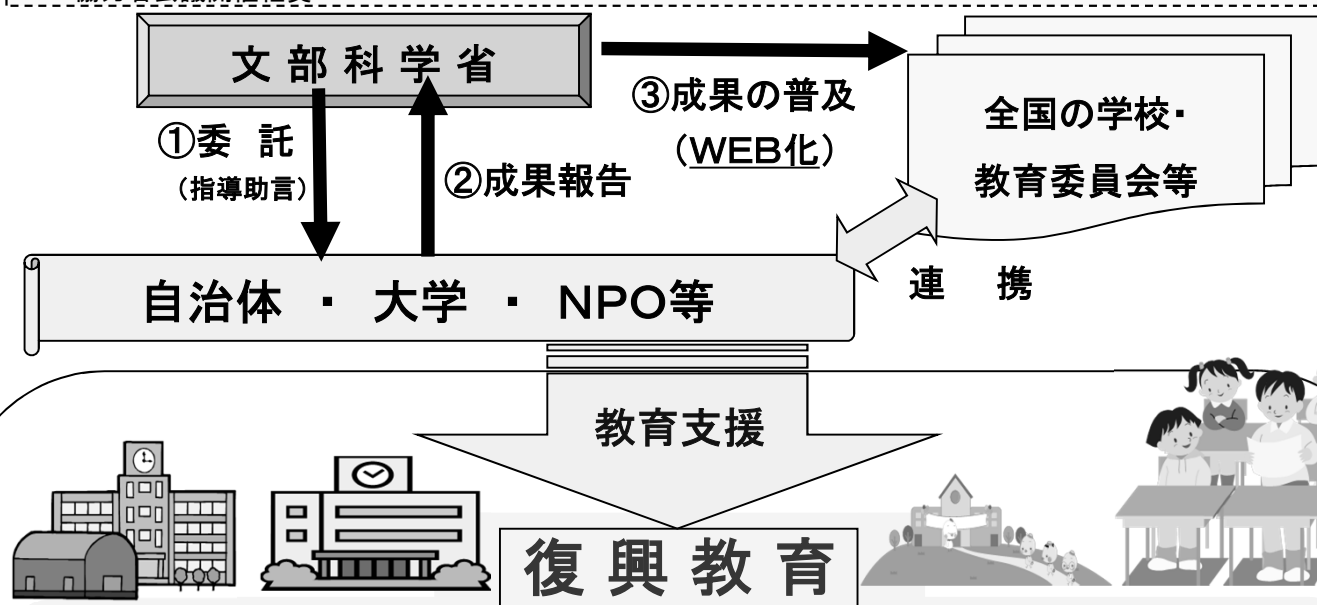 文部科学省
①委託
(指導助言)
②成果報告
③成果の普及
(WEB化)
全国の学校・
教育委員会等
連携
自治体 ・ 大学 ・ NPO等
教育支援
復興教育